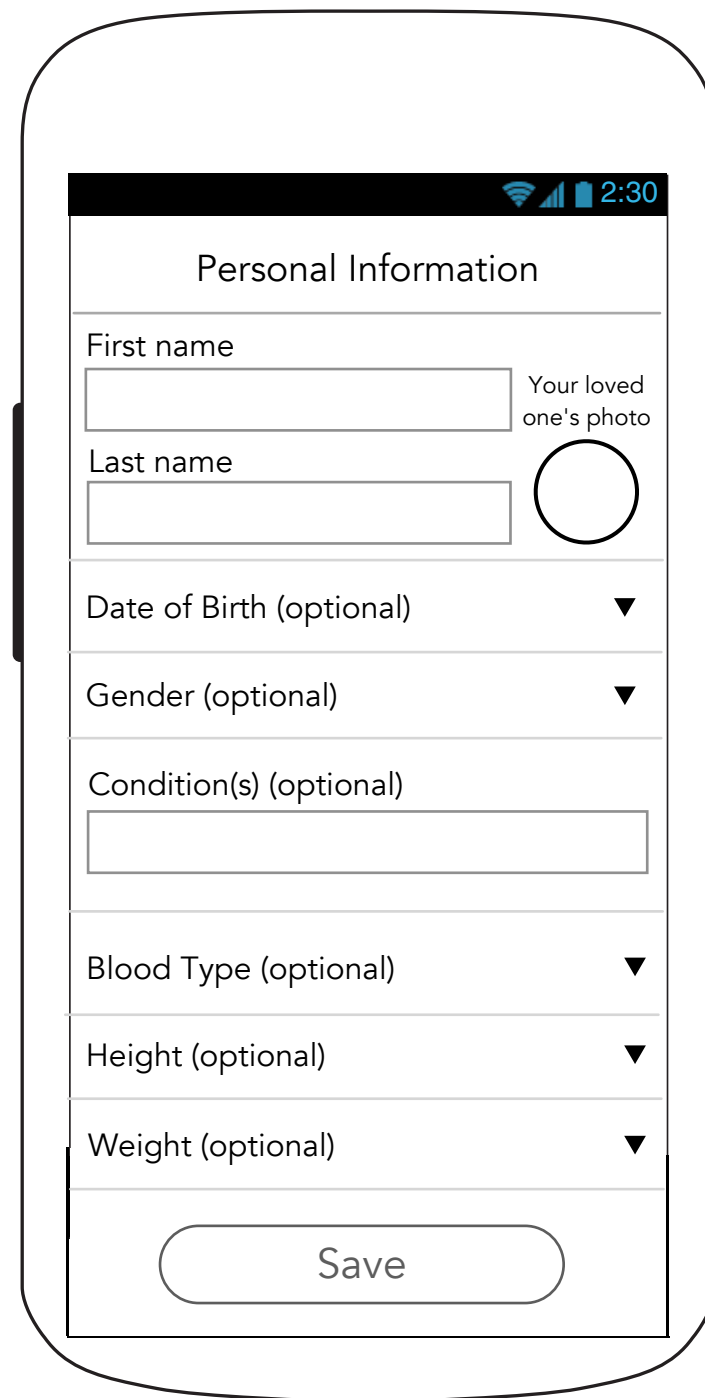 2:30
Personal Information
First name
Your loved
one's photo
Last name
Date of Birth (optional)
Gender (optional)
Condition(s) (optional)
Blood Type (optional)
Height (optional)
Weight (optional)
Save